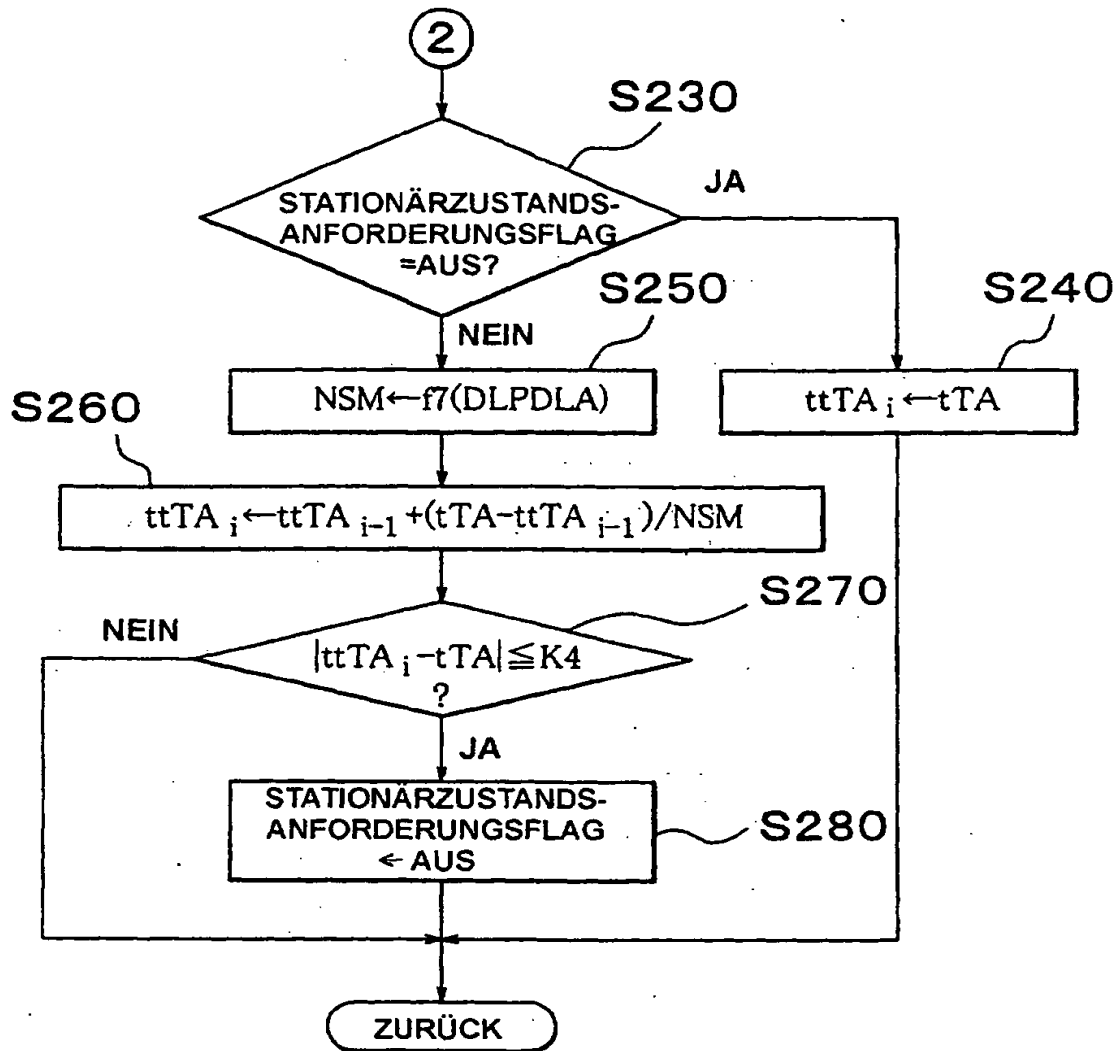 2
S230
JA
STATIONÄRZUSTANDS-
ANFORDERUNGSFLAG
=AUS?
S250
S240
NEIN
NSM←f7(DLPDLA)
ttTA i ←tTA
S260
ttTA i ←ttTA i-1 +(tTA-ttTA i-1 )/NSM
S270
NEIN
|ttTA i -tTA|≦K4
?
JA
STATIONÄRZUSTANDS-
ANFORDERUNGSFLAG
← AUS
S280
ZURÜCK